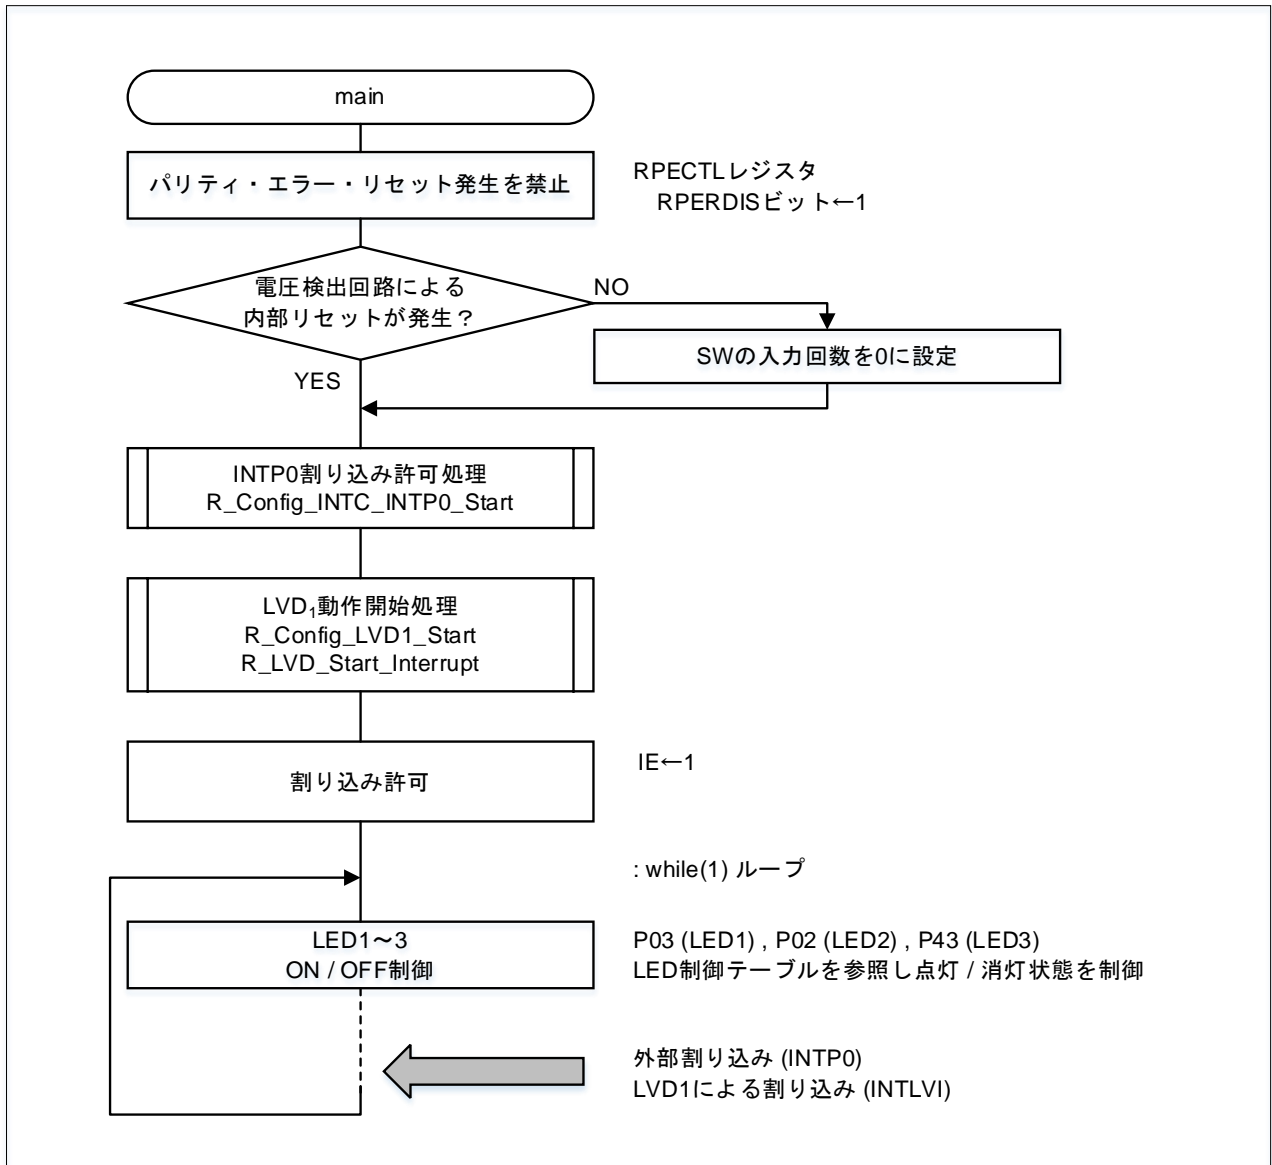 main
パリティ・エラー・リセット発生を禁止
RPECTLレジスタ
RPERDISビット←1
電圧検出回路による
内部リセットが発生？
NO
SWの入力回数を0に設定
YES
INTP0割り込み許可処理
R_Config_INTC_INTP0_Start
LVD₁動作開始処理
R_Config_LVD1_Start
R_LVD_Start_Interrupt
割り込み許可
IE←1
: while(1) ループ
LED1～3
ON / OFF制御
P03 (LED1) , P02 (LED2) , P43 (LED3)
LED制御テーブルを参照し点灯 / 消灯状態を制御
外部割り込み (INTP0)
LVD1による割り込み (INTLVI)